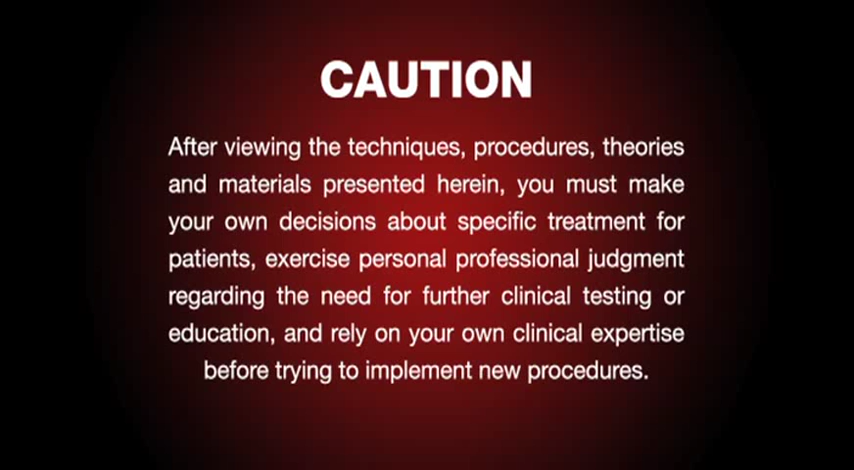 CAUTION
After viewing the techniques, procedures, theories
and materials presented herein, you must make
your own decisions about specific treatment for
patients, exercise personal professional judgment
regarding the need for further clinical testing or
education, and rely on your own clinical expertise
before trying to implement new procedures.